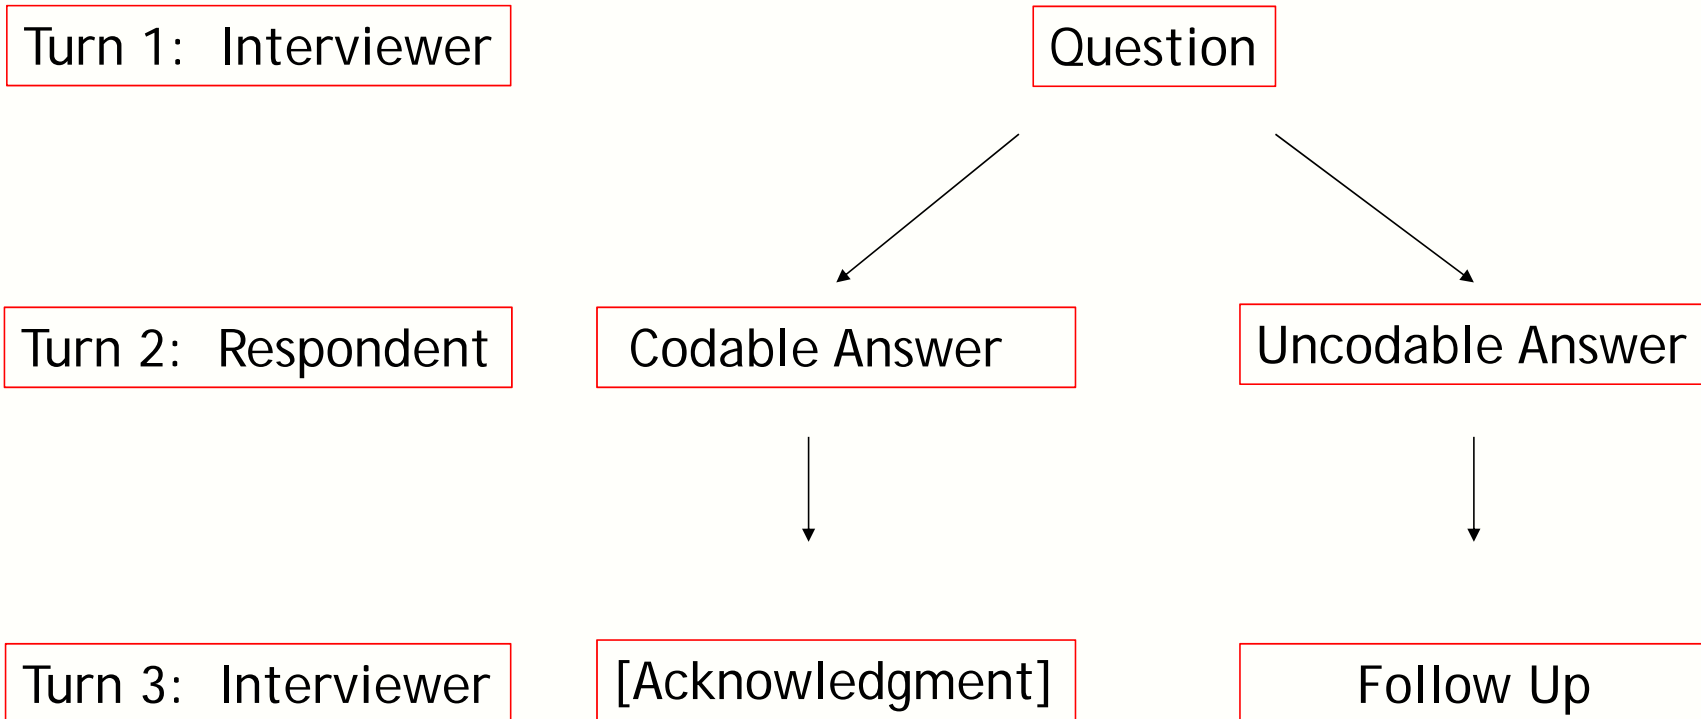 Turn 1: Interviewer
Question
Turn 2: Respondent
Codable Answer
Uncodable Answer
Turn 3: Interviewer
[Acknowledgment]
Follow Up